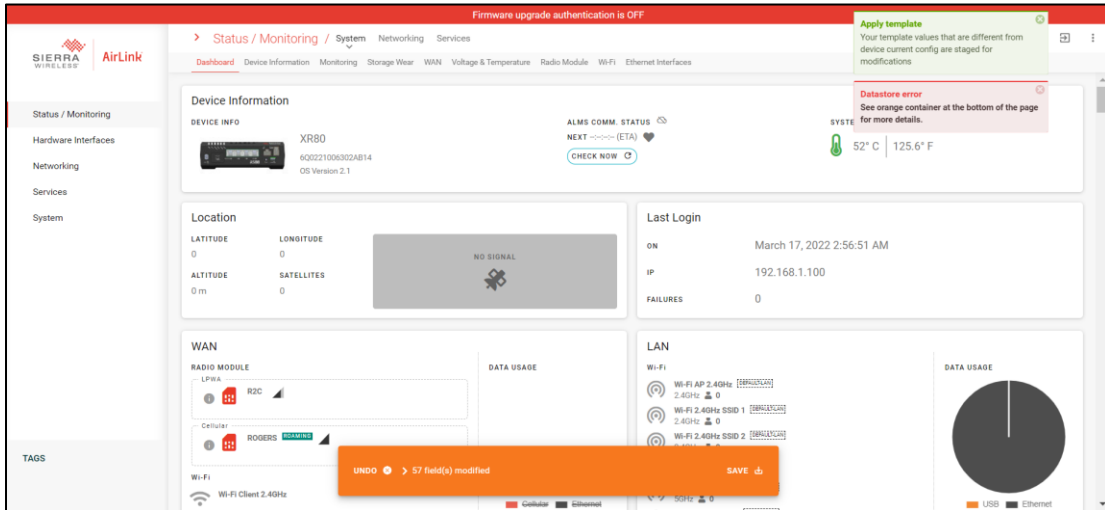 Firmware upgrade authentication is OFF
SIERRA
WIRELESS
AirLink
Status / Monitoring / System Networking Services
Dashboard Device Information Monitoring Storage Wear WAN Voltage & Temperature Radio Module Wi-Fi Ethernet Interfaces
Apply template
Your template values that are different from
device current config are staged for
modifications
Datastore error
See orange container at the bottom of the page
for more details.
Status / Monitoring
Hardware Interfaces
Networking
Services
System
TAGS
Device Information
DEVICE INFO
XR80
6Q0221006302AB14
OS Version 2.1
ALMS COMM. STATUS
NEXT --:--:-- (ETA)
CHECK NOW
SYSTE
52° C 125.6° F
Location
LATITUDE LONGITUDE
0 0
ALTITUDE SATELLITES
0 m 0
NO SIGNAL
Last Login
ON March 17, 2022 2:56:51 AM
IP 192.168.1.100
FAILURES 0
WAN
RADIO MODULE
LPWA
R2C
Cellular
ROGERS ROAMING
Wi-Fi
Wi-Fi Client 2.4GHz
DATA USAGE
Cellular Ethernet
LAN
Wi-Fi
Wi-Fi AP 2.4GHz DEFAULT-LAN
2.4GHz 0
Wi-Fi 2.4GHz SSID 1 DEFAULT-LAN
2.4GHz 0
Wi-Fi 2.4GHz SSID 2 DEFAULT-LAN
5GHz 0
DATA USAGE
USB Ethernet
UNDO > 57 field(s) modified SAVE